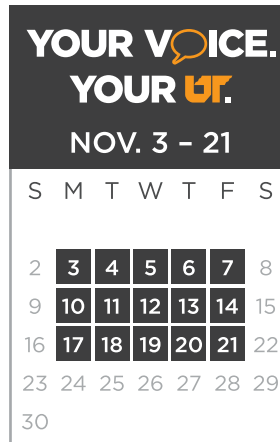 YOUR VOICE.
YOUR UT.
NOV. 3 – 21
S M T W T F S
2 3 4 5 6 7 8
9 10 11 12 13 14 15
16 17 18 19 20 21 22
23 24 25 26 27 28 29
30